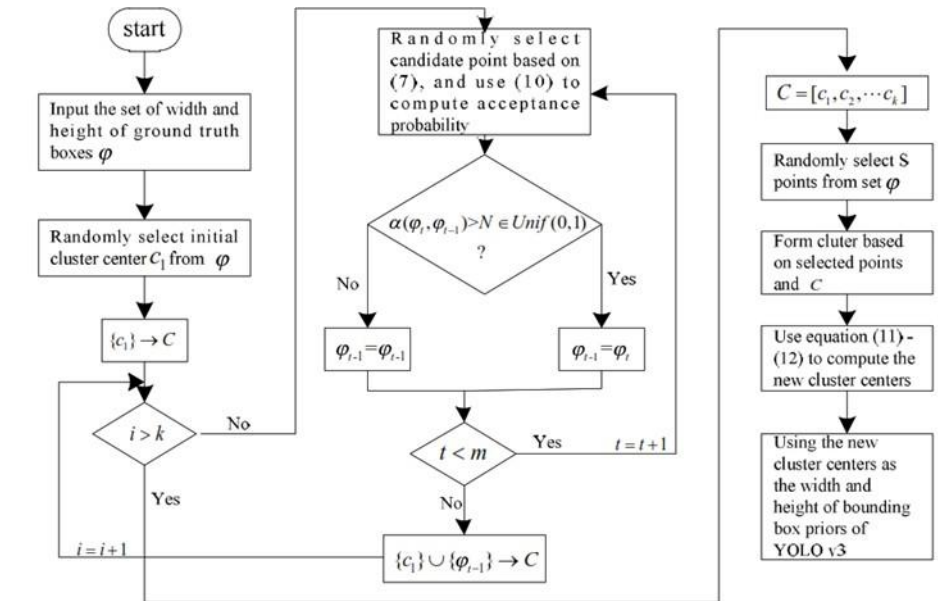 start
Input the set of width and
height of ground truth
boxes φ
Randomly select initial
cluster center C₁ from φ
{c₁} → C
i > k
No
Yes
i = i+1
Randomly select
candidate point based on
(7), and use (10) to
compute acceptance
probability
α(φₜ,φₜ₋₁)>N ∈ Unif(0,1)
?
No
Yes
φₜ₋₁=φₜ₋₁
φₜ₋₁=φₜ
t < m
Yes
t = t+1
No
{c₁} ∪ {φₜ₋₁} → C
C = [c₁,c₂,⋯cₖ]
Randomly select S
points from set φ
Form cluter based
on selected points
and C
Use equation (11) -
(12) to compute the
new cluster centers
Using the new
cluster centers as
the width and
height of bounding
box priors of
YOLO v3